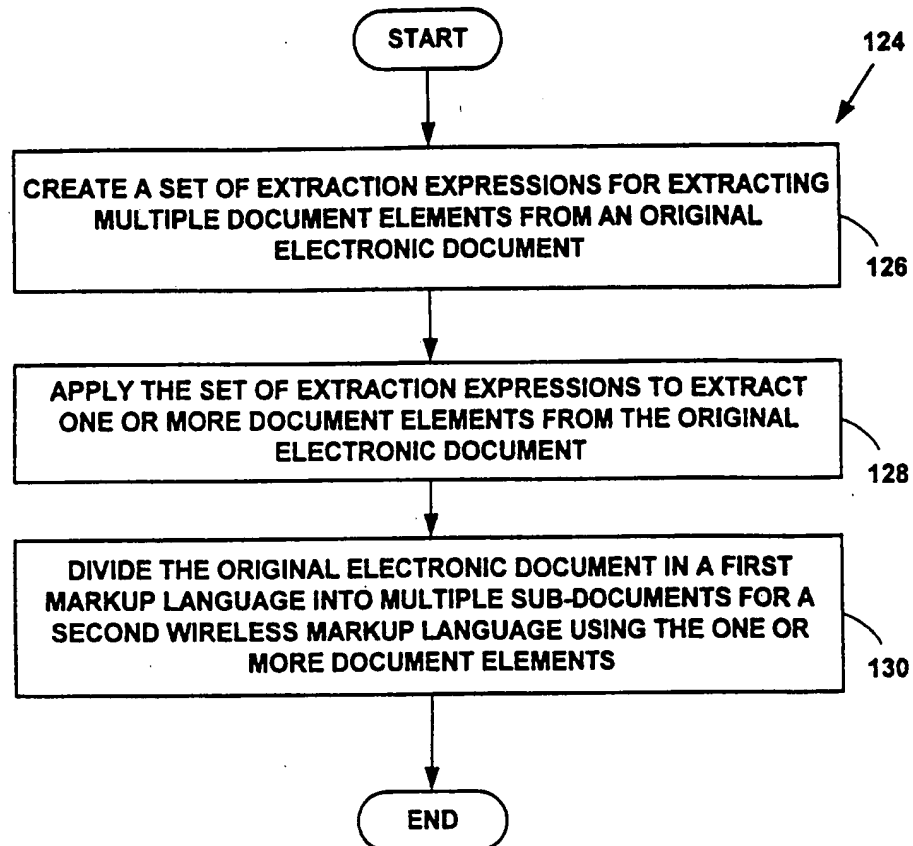 START
124
CREATE A SET OF EXTRACTION EXPRESSIONS FOR EXTRACTING
MULTIPLE DOCUMENT ELEMENTS FROM AN ORIGINAL
ELECTRONIC DOCUMENT
126
APPLY THE SET OF EXTRACTION EXPRESSIONS TO EXTRACT
ONE OR MORE DOCUMENT ELEMENTS FROM THE ORIGINAL
ELECTRONIC DOCUMENT
128
DIVIDE THE ORIGINAL ELECTRONIC DOCUMENT IN A FIRST
MARKUP LANGUAGE INTO MULTIPLE SUB-DOCUMENTS FOR A
SECOND WIRELESS MARKUP LANGUAGE USING THE ONE OR
MORE DOCUMENT ELEMENTS
130
END